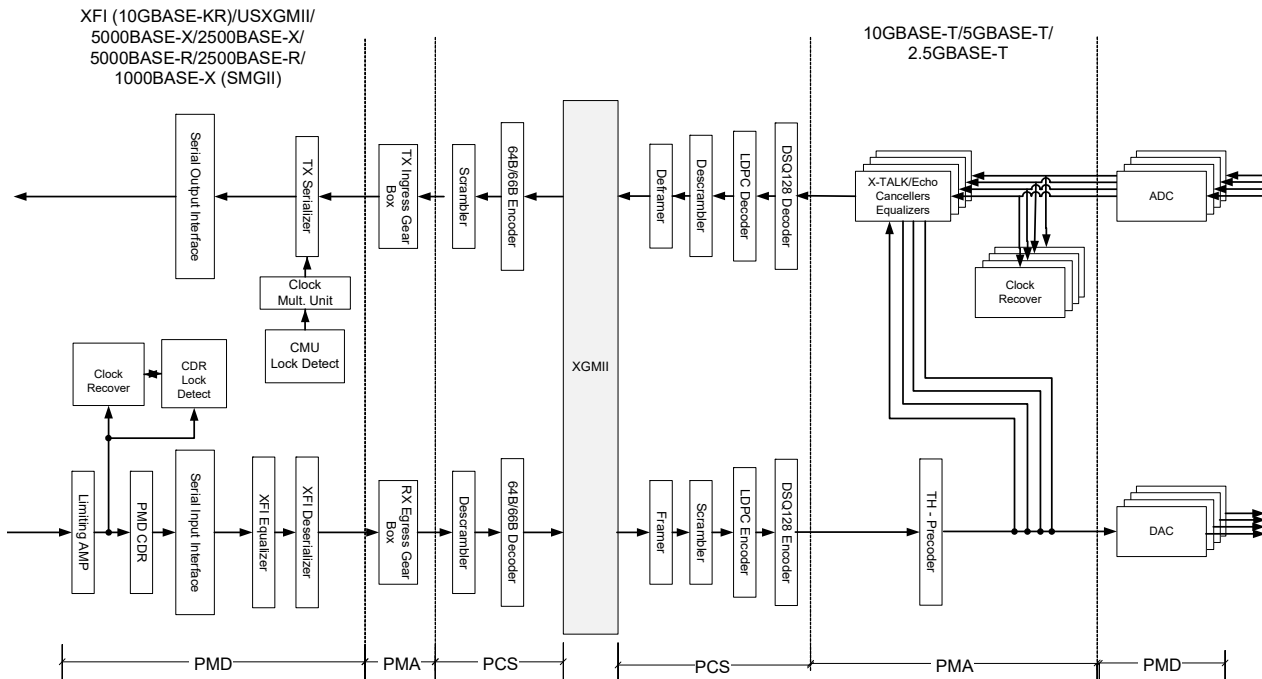 XFI (10GBASE-KR)/USXGMII/
5000BASE-X/2500BASE-X/
5000BASE-R/2500BASE-R/
1000BASE-X (SMGII)
10GBASE-T/5GBASE-T/
2.5GBASE-T
Serial Output Interface
TX Serializer
TX Ingress Gear
Box
Scrambler
64B/66B Encoder
XGMII
Deframer
Descrambler
LDPC Decoder
DSQ128 Decoder
X-TALK/Echo
Cancellers
Equalizers
ADC
Clock
Recover
Clock
Mult. Unit
CMU
Lock Detect
Clock
Recover
CDR
Lock
Detect
Limiting AMP
PMD CDR
Serial Input Interface
XFI Equalizer
XFI Deserializer
RX Egress Gear
Box
Descrambler
64B/66B Decoder
Framer
Scrambler
LDPC Encoder
DSQ128 Encoder
TH - Precoder
DAC
PMD
PMA
PCS
PCS
PMA
PMD